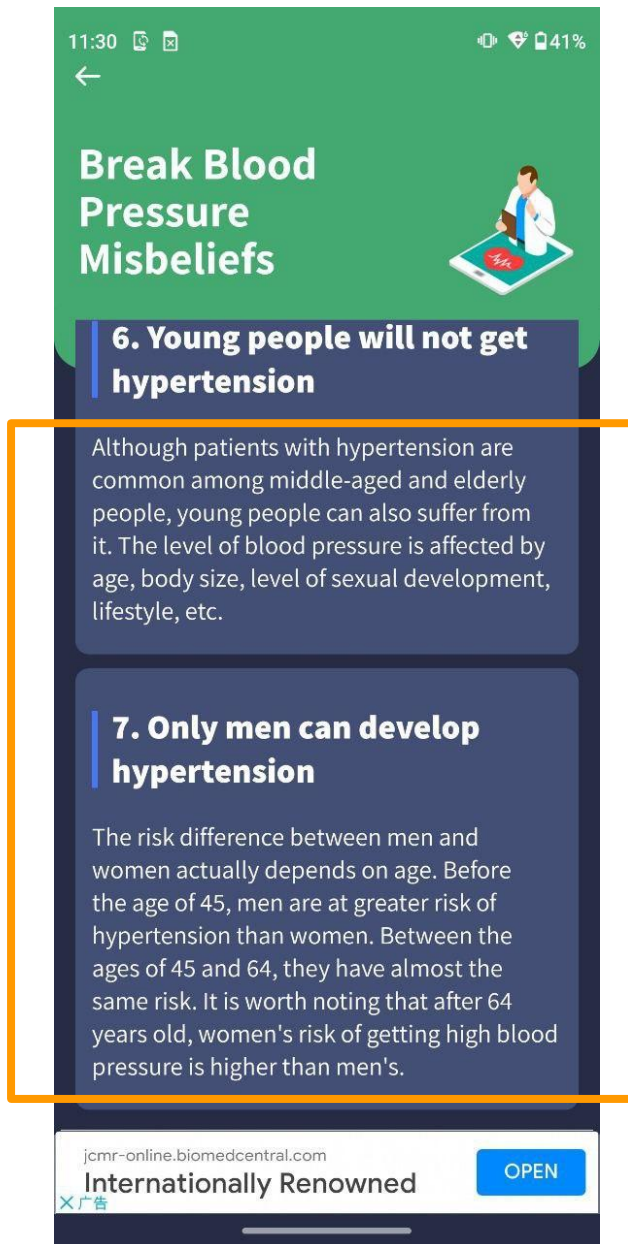 11:30
41%
Break Blood
Pressure
Misbeliefs
6. Young people will not get
hypertension
Although patients with hypertension are
common among middle-aged and elderly
people, young people can also suffer from
it. The level of blood pressure is affected by
age, body size, level of sexual development,
lifestyle, etc.
7. Only men can develop
hypertension
The risk difference between men and
women actually depends on age. Before
the age of 45, men are at greater risk of
hypertension than women. Between the
ages of 45 and 64, they have almost the
same risk. It is worth noting that after 64
years old, women's risk of getting high blood
pressure is higher than men's.
jcmr-online.biomedcentral.com
Internationally Renowned
OPEN
广告